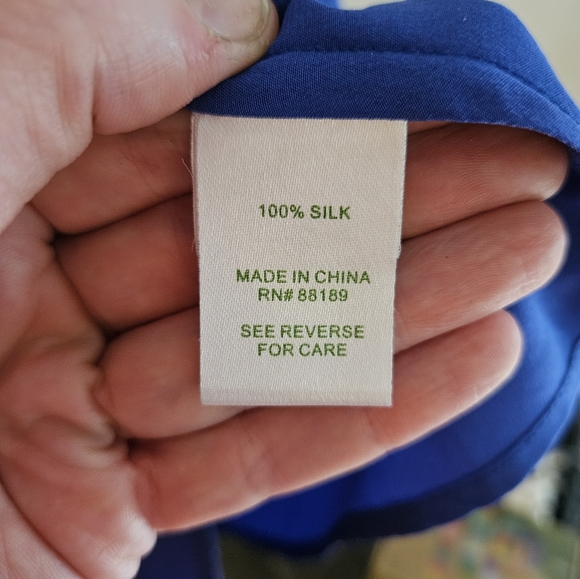 100% SILK
MADE IN CHINA
RN# 88189
SEE REVERSE
FOR CARE